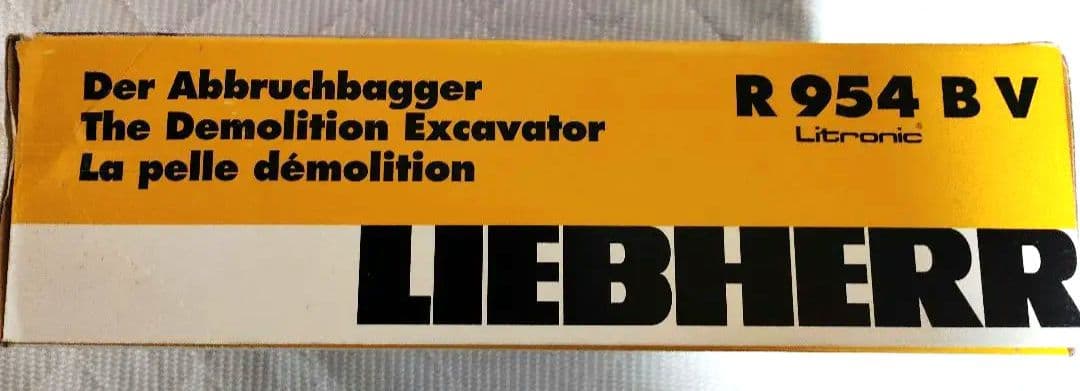 Der Abbruchbagger
The Demolition Excavator
La pelle démolition
R 954 B V
Litronic®
LIEBHERR